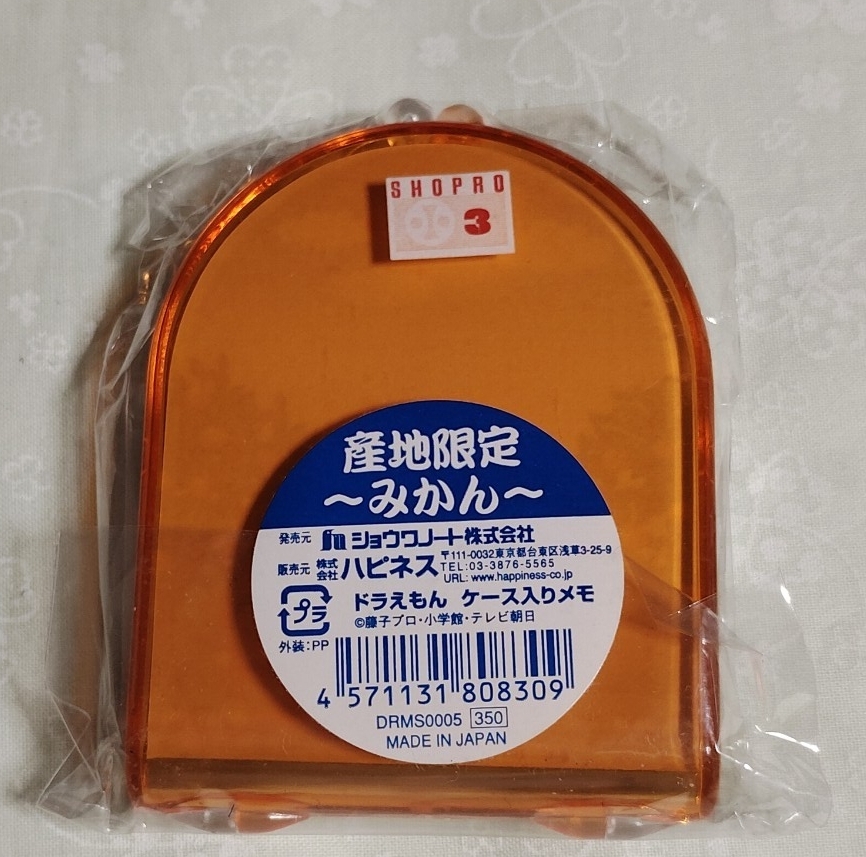 SHOPRO
3
産地限定
～みかん～
発売元 ショウワノート株式会社
販売元 株式会社 ハピネス 〒111-0032東京都台東区浅草3-25-9
TEL:03-3876-5565
URL: www.happiness-co.jp
プラ ドラえもん ケース入りメモ
©藤子プロ・小学館・テレビ朝日
外装:PP
4 571131 808309
DRMS0005 350
MADE IN JAPAN